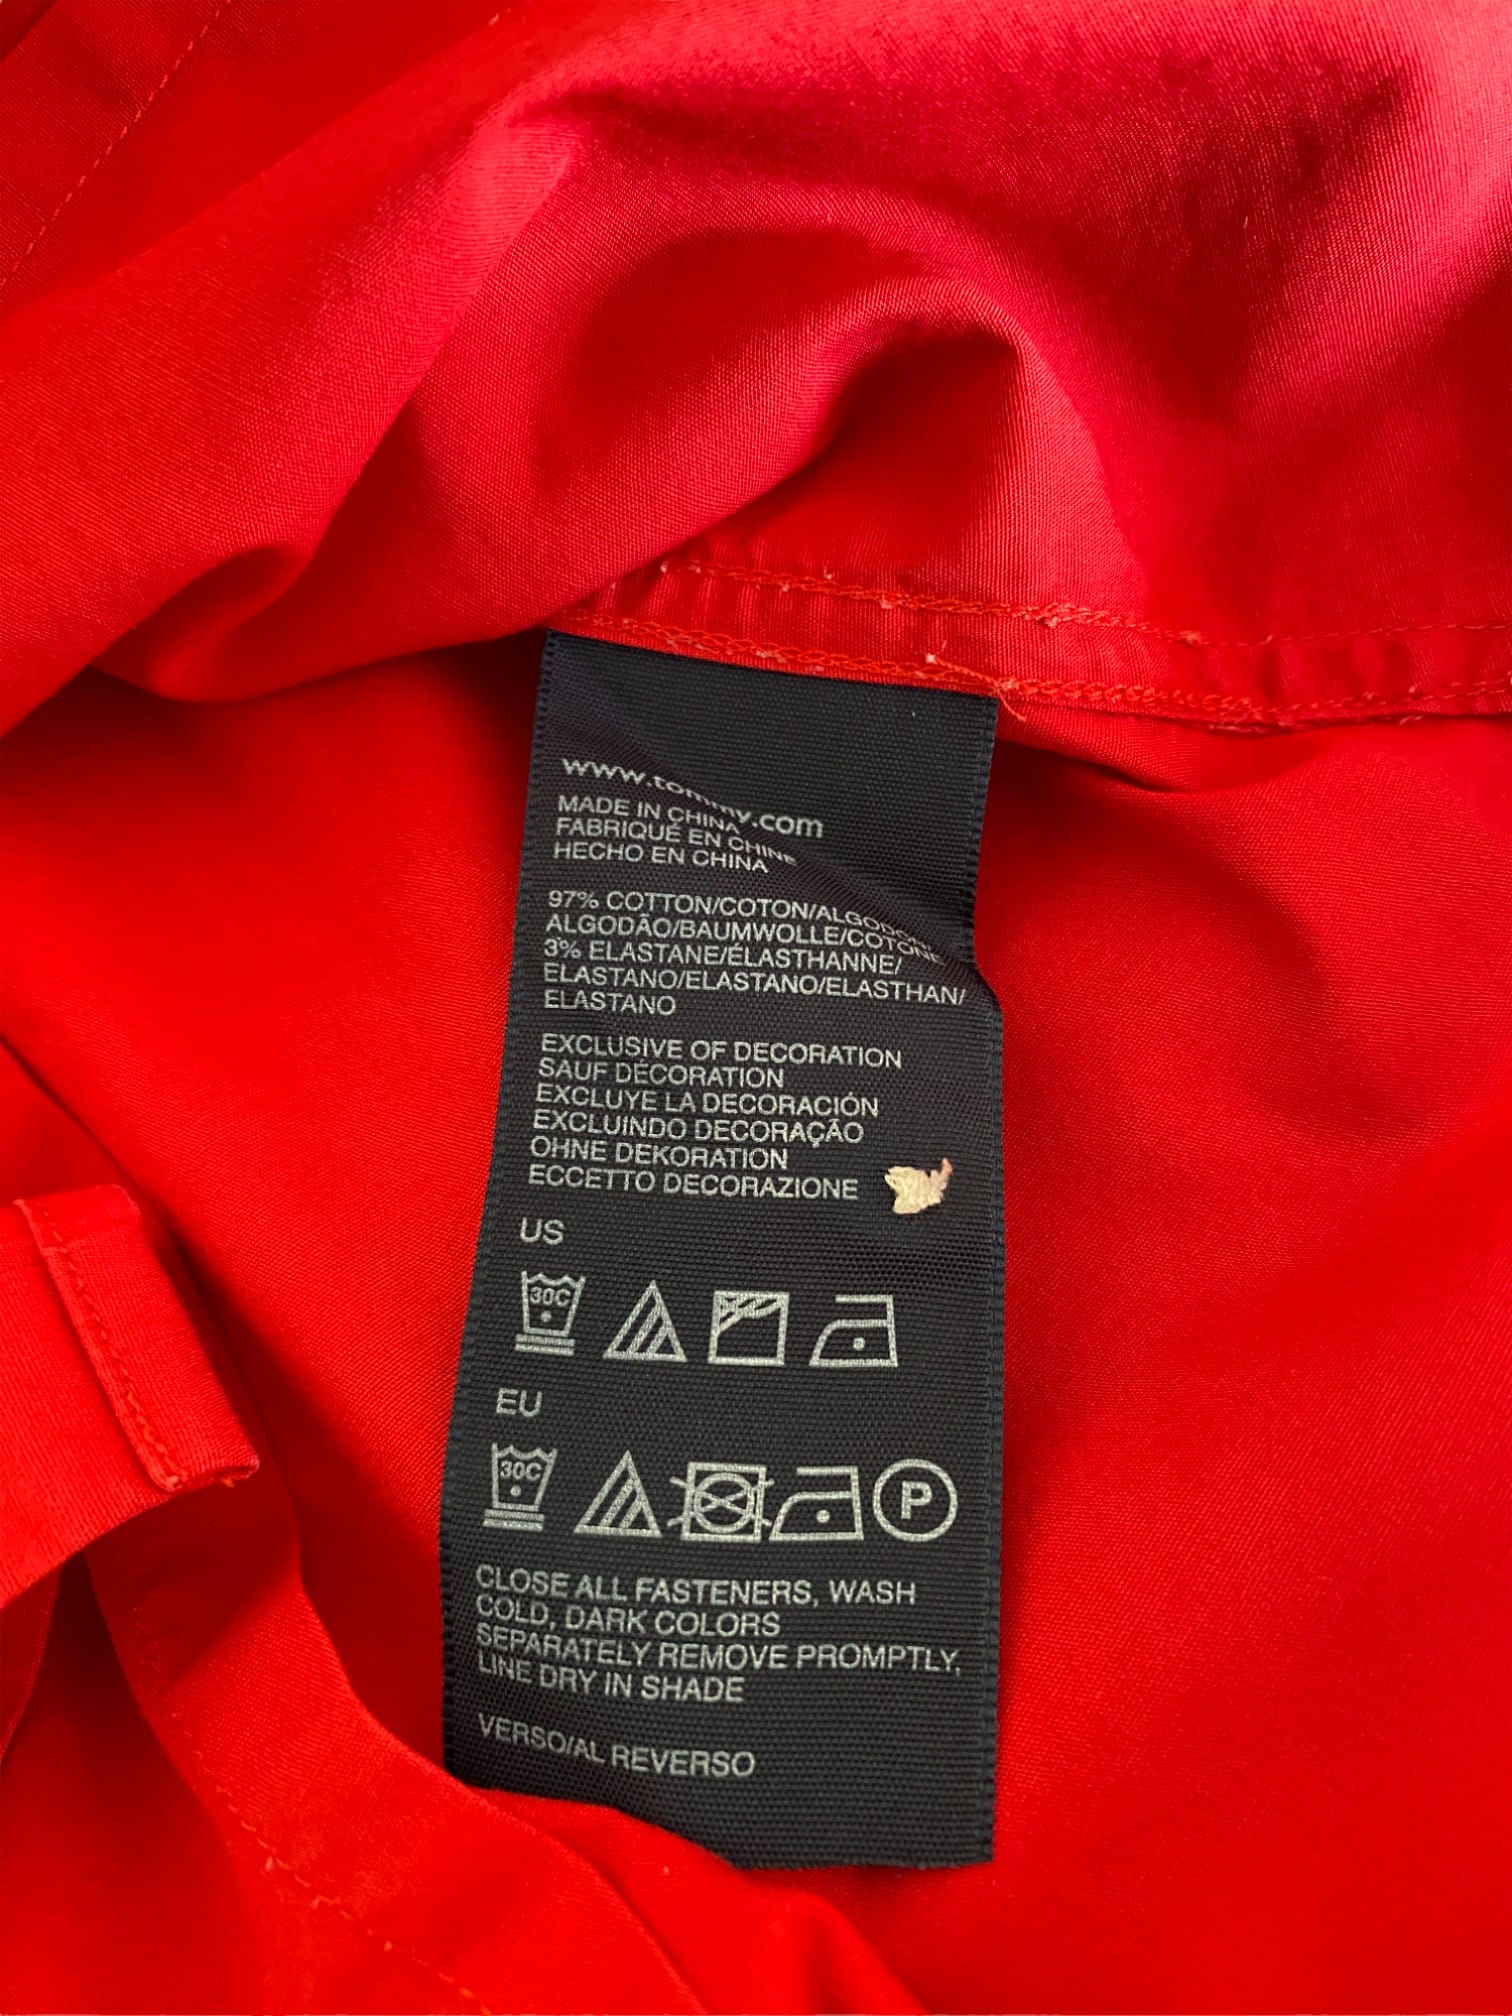 www.tommy.com
MADE IN CHINA
FABRIQUÉ EN CHINE
HECHO EN CHINA
97% COTTON/COTON/ALGODÓN/
ALGODÃO/BAUMWOLLE/COTONE
3% ELASTANE/ÉLASTHANNE/
ELASTANO/ELASTANO/ELASTHAN/
ELASTANO
EXCLUSIVE OF DECORATION
SAUF DÉCORATION
EXCLUYE LA DECORACIÓN
EXCLUINDO DECORAÇÃO
OHNE DEKORATION
ECCETTO DECORAZIONE
US
30C
EU
30C P
CLOSE ALL FASTENERS, WASH
COLD, DARK COLORS
SEPARATELY REMOVE PROMPTLY,
LINE DRY IN SHADE
VERSO/AL REVERSO